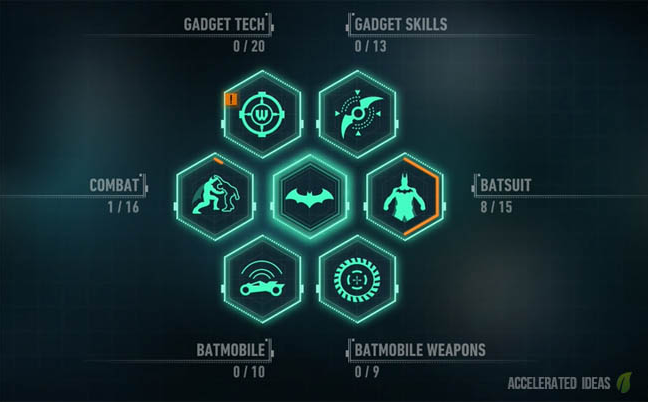 GADGET TECH
0 / 20
GADGET SKILLS
0 / 13
!
W
COMBAT
1 / 16
BATSUIT
8 / 15
BATMOBILE
0 / 10
BATMOBILE WEAPONS
0 / 9
ACCELERATED IDEAS